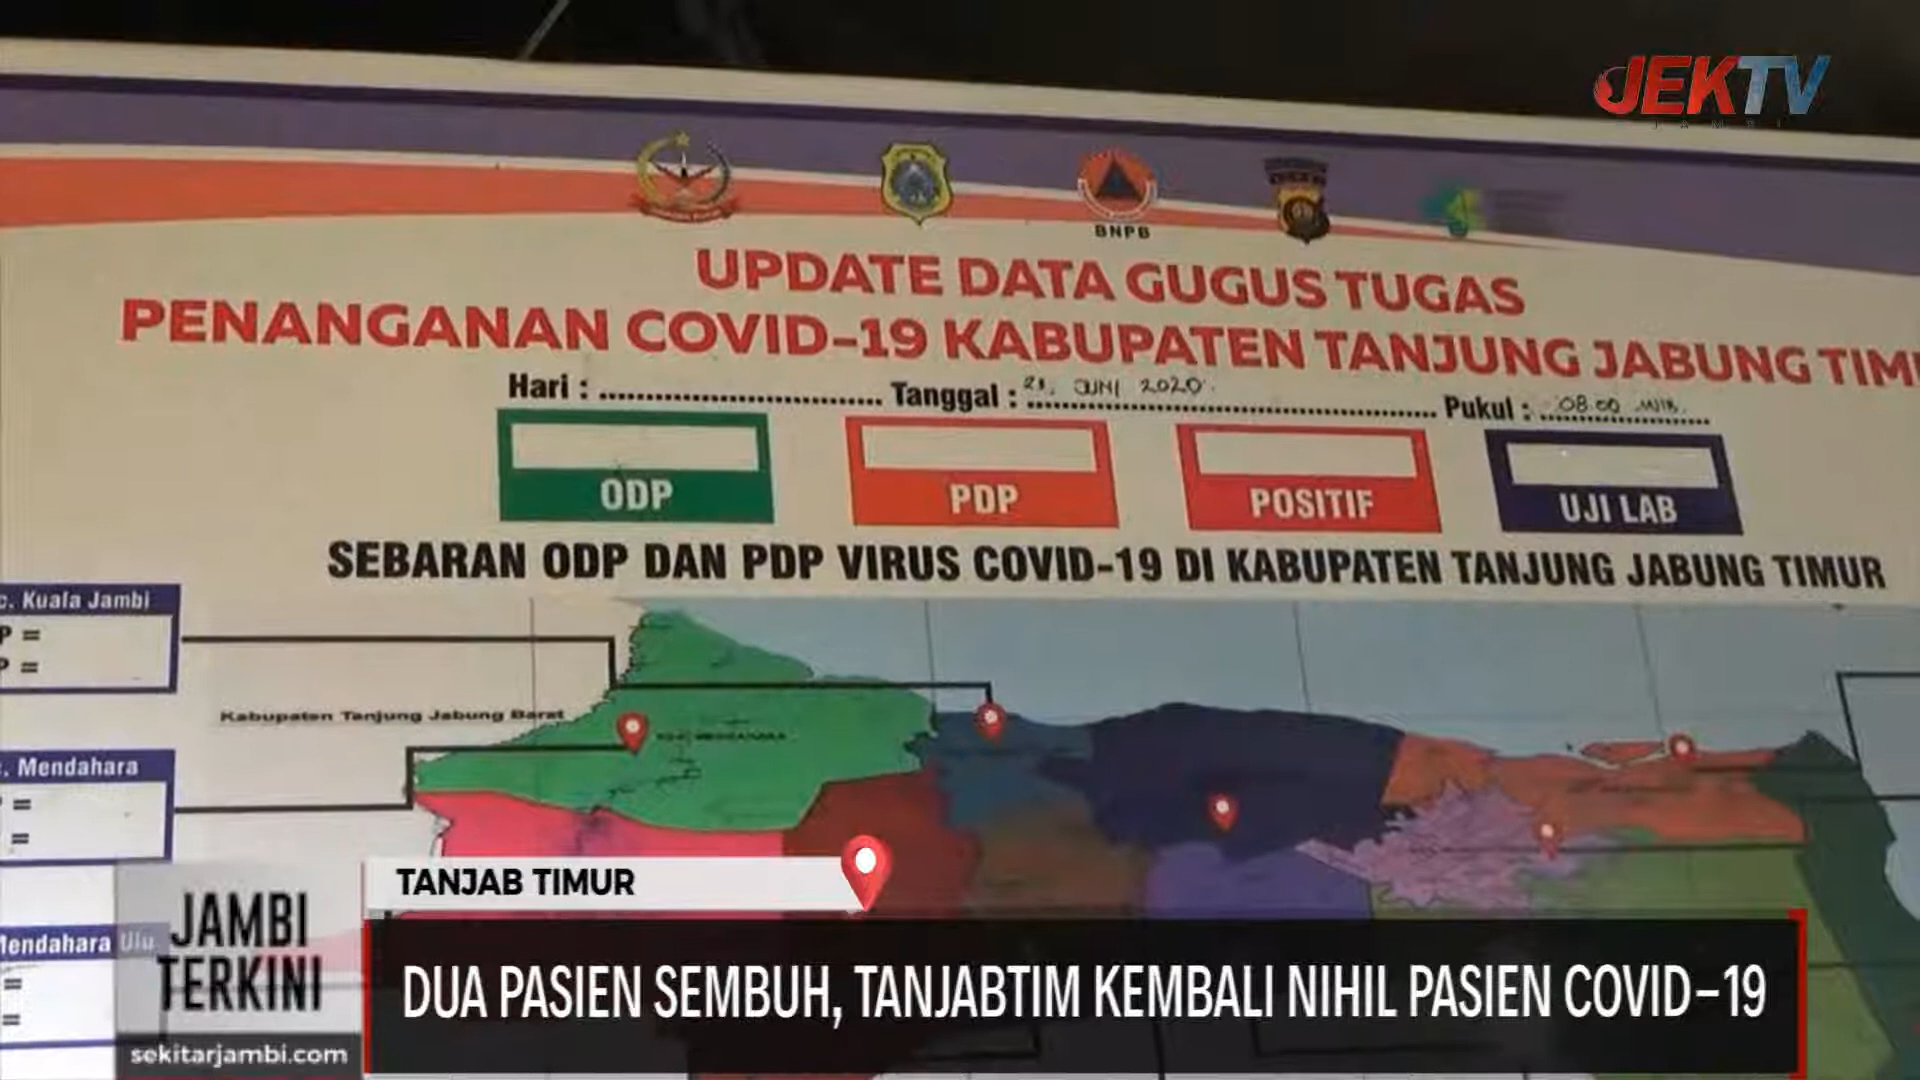 JEKTV
JAMBI
BNPB
UPDATE DATA GUGUS TUGAS
PENANGANAN COVID-19 KABUPATEN TANJUNG JABUNG TIM
Hari : Tanggal : JUNI 2020 Pukul : 08.00 WIB
ODP
PDP
POSITIF
UJI LAB
SEBARAN ODP DAN PDP VIRUS COVID-19 DI KABUPATEN TANJUNG JABUNG TIMUR
c. Kuala Jambi
P =
P =
Kabupaten Tanjung Jabung Barat
. Mendahara
=
=
Mendahara Ulu
=
=
TANJAB TIMUR
JAMBI
TERKINI
sekitarjambi.com
DUA PASIEN SEMBUH, TANJABTIM KEMBALI NIHIL PASIEN COVID-19